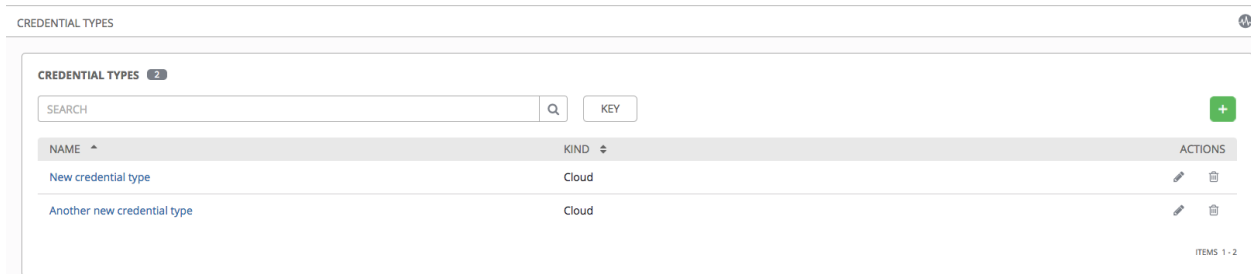 CREDENTIAL TYPES
CREDENTIAL TYPES 2
SEARCH KEY +
NAME KIND ACTIONS
New credential type Cloud
Another new credential type Cloud
ITEMS 1 - 2